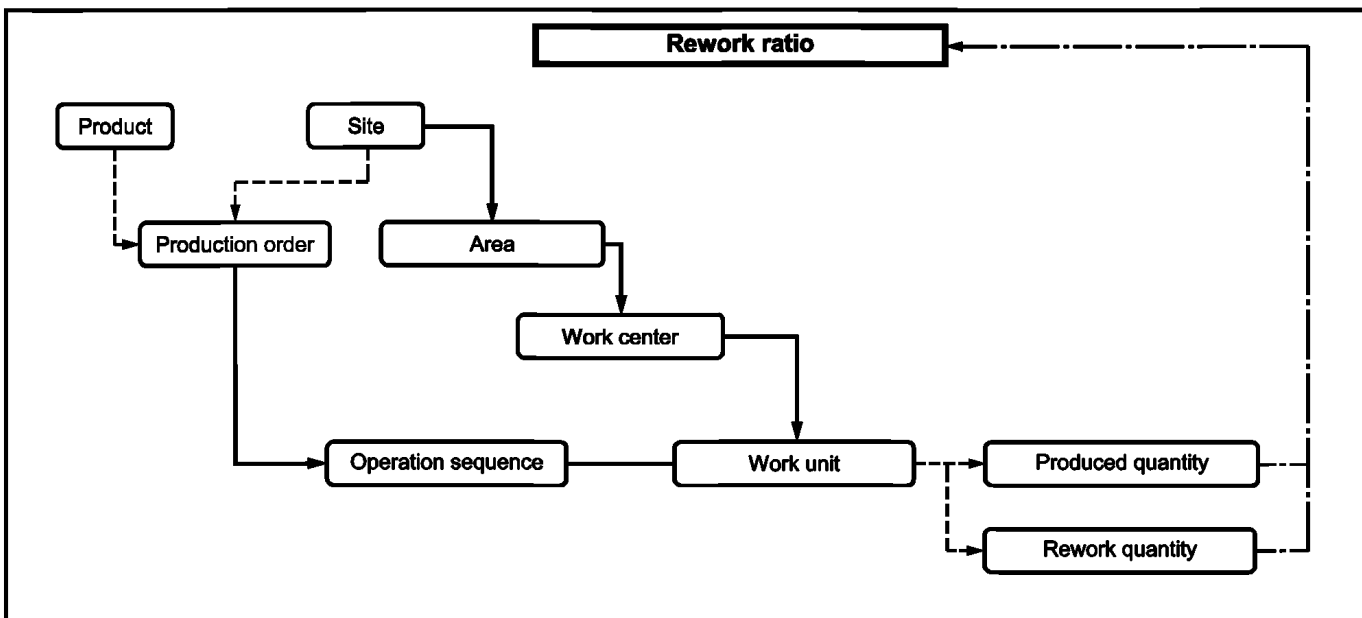 Rework ratio
Product
Site
Production order
Area
Work center
Operation sequence
Work unit
Produced quantity
Rework quantity